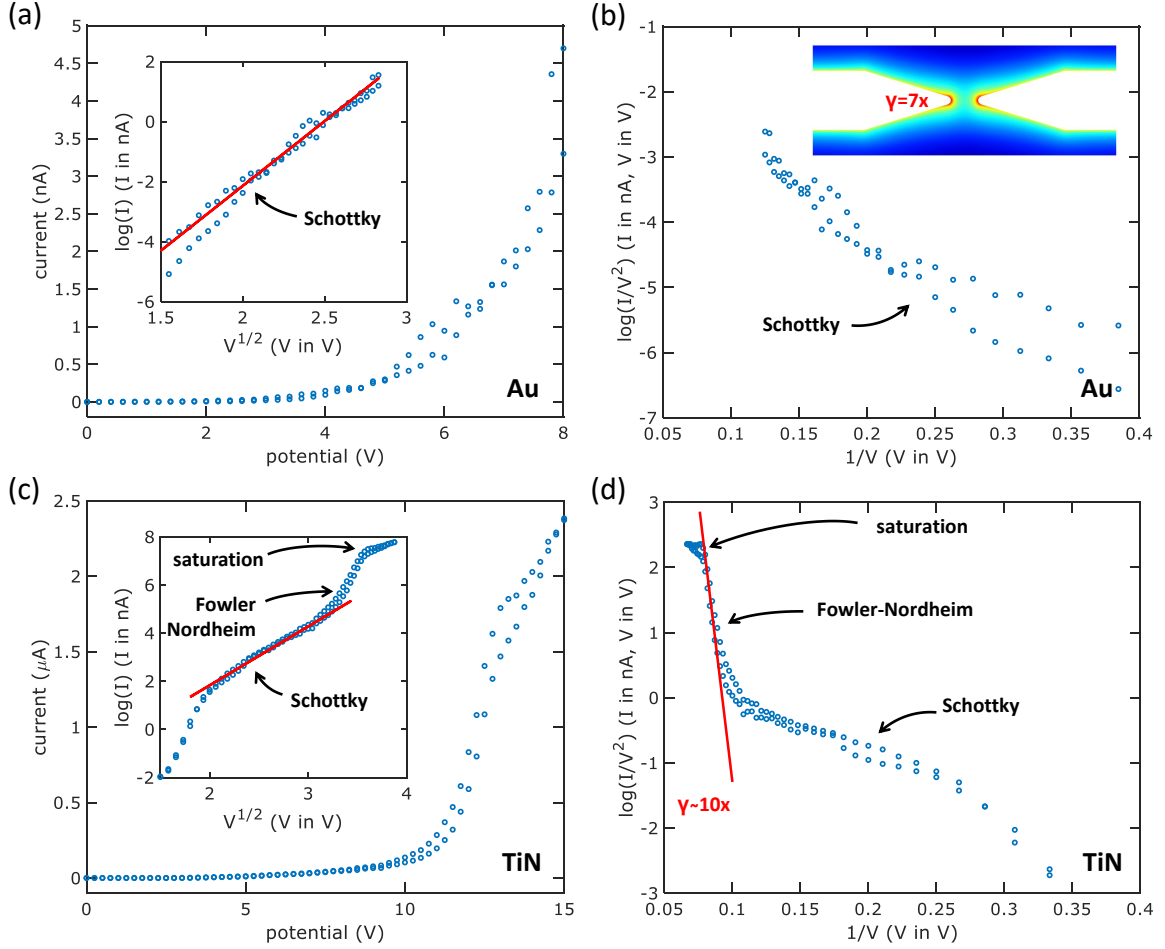 (a)
5
4.5
4
3.5
3
2.5
2
1.5
1
0.5
0
current (nA)
0 2 4 6 8
potential (V)
Au
2
0
-2
-4
-6
log(I) (I in nA)
1.5 2 2.5 3
V^1/2 (V in V)
Schottky
(b)
-1
-2
-3
-4
-5
-6
-7
log(I/V^2) (I in nA, V in V)
0.05 0.1 0.15 0.2 0.25 0.3 0.35 0.4
1/V (V in V)
γ=7x
Schottky
Au
(c)
2.5
2
1.5
1
0.5
0
current (μA)
0 5 10 15
potential (V)
TiN
8
6
4
2
0
-2
log(I) (I in nA)
2 3 4
V^1/2 (V in V)
saturation
Fowler
Nordheim
Schottky
(d)
3
2
1
0
-1
-2
-3
log(I/V^2) (I in nA, V in V)
0.05 0.1 0.15 0.2 0.25 0.3 0.35 0.4
1/V (V in V)
saturation
Fowler-Nordheim
Schottky
γ~10x
TiN